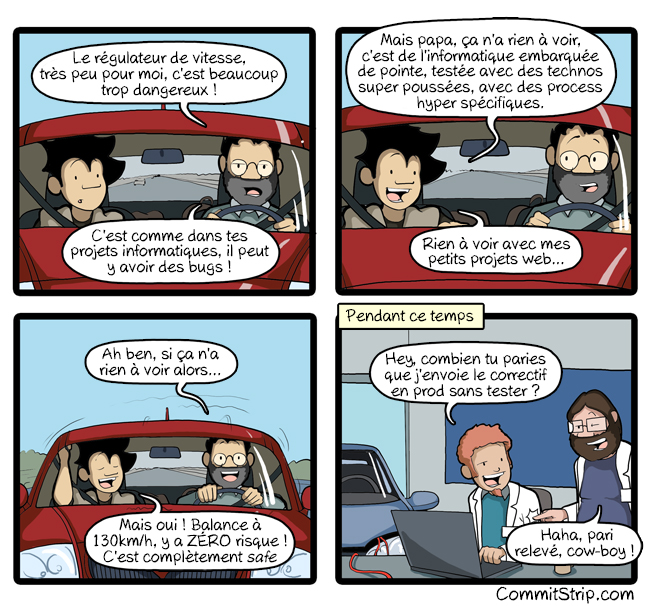 Le régulateur de vitesse,
très peu pour moi, c'est beaucoup
trop dangereux !
C'est comme dans tes
projets informatiques, il peut
y avoir des bugs !
Mais papa, ça n'a rien à voir,
c'est de l'informatique embarquée
de pointe, testée avec des technos
super poussées, avec des process
hyper spécifiques.
Rien à voir avec mes
petits projets web...
Ah ben, si ça n'a
rien à voir alors...
Mais oui ! Balance à
130km/h, y a ZÉRO risque !
C'est complètement safe
Pendant ce temps
Hey, combien tu paries
que j'envoie le correctif
en prod sans tester ?
Haha, pari
relevé, cow-boy !
CommitStrip.com